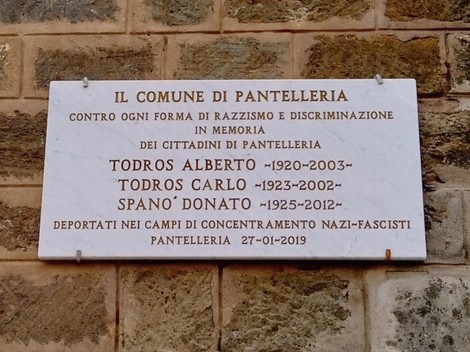 IL COMUNE DI PANTELLERIA
CONTRO OGNI FORMA DI RAZZISMO E DISCRIMINAZIONE
IN MEMORIA
DEI CITTADINI DI PANTELLERIA
TODROS ALBERTO ~1920~2003~
TODROS CARLO ~1923~2002~
SPANO' DONATO ~1925~2012~
DEPORTATI NEI CAMPI DI CONCENTRAMENTO NAZI-FASCISTI
PANTELLERIA 27-01-2019